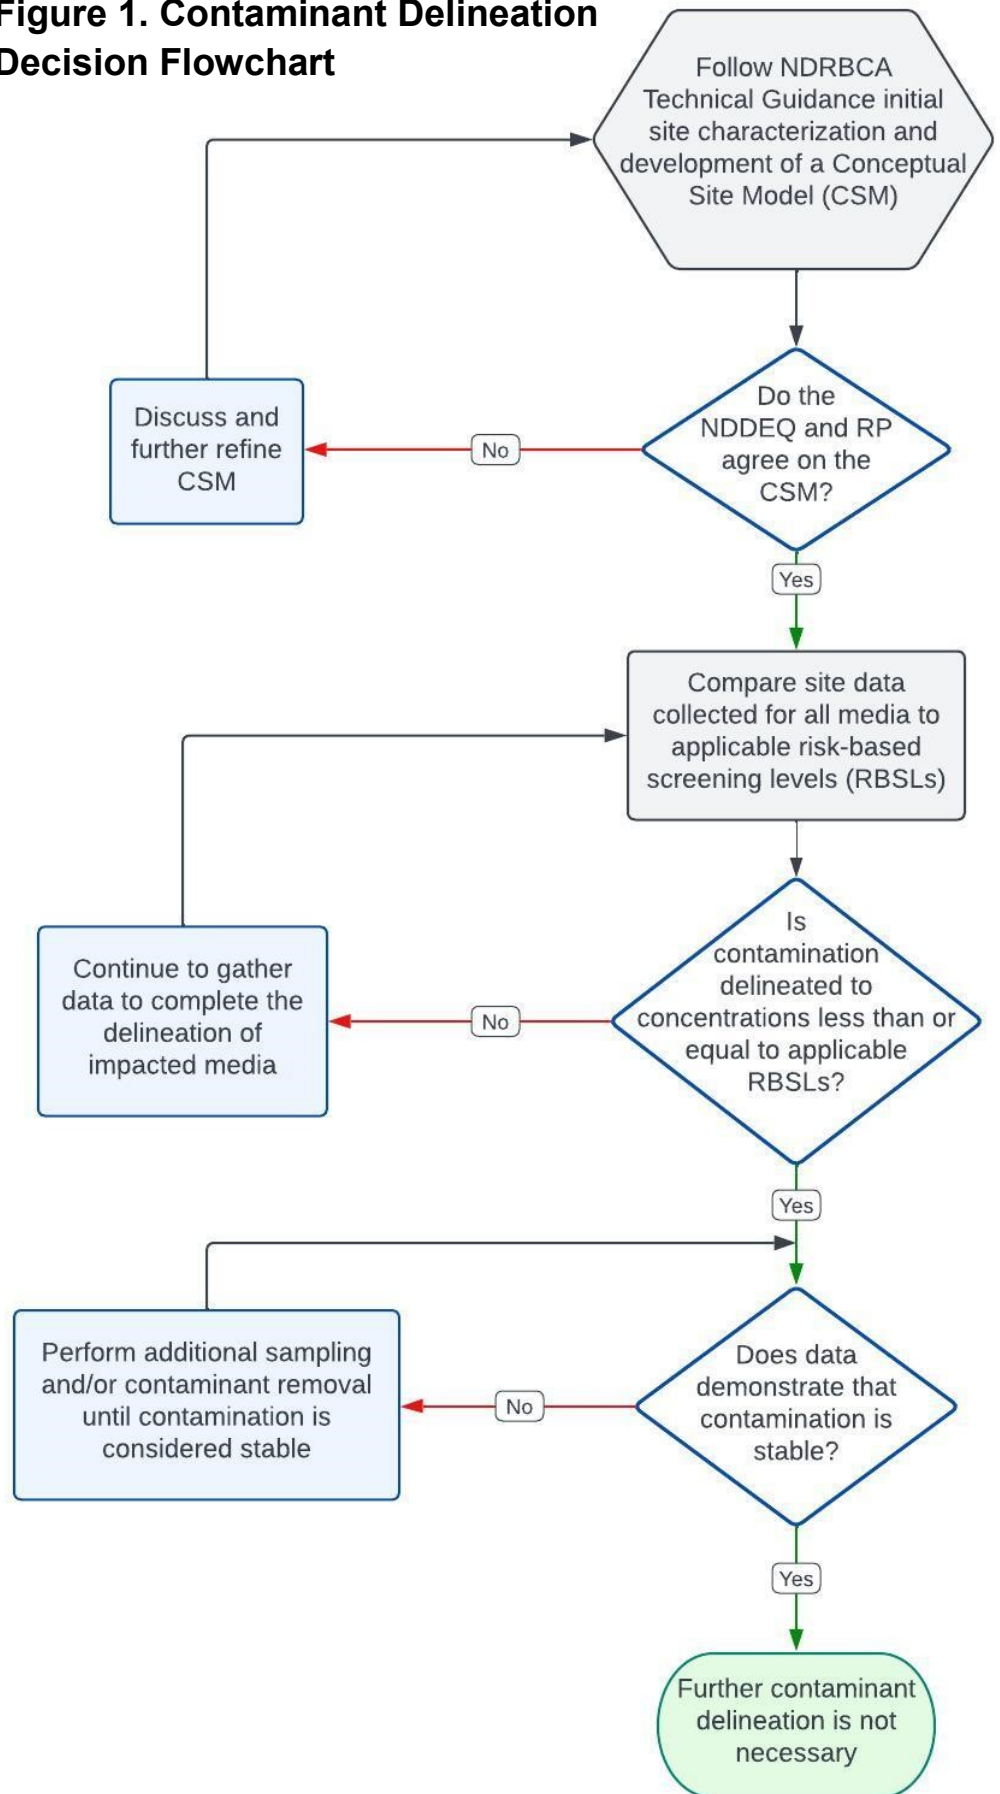 Figure 1. Contaminant Delineation
Decision Flowchart
Follow NDRBCA
Technical Guidance initial
site characterization and
development of a Conceptual
Site Model (CSM)
Do the
NDDEQ and RP
agree on the
CSM?
No
Discuss and
further refine
CSM
Yes
Compare site data
collected for all media to
applicable risk-based
screening levels (RBSLs)
Is
contamination
delineated to
concentrations less than or
equal to applicable
RBSLs?
No
Continue to gather
data to complete the
delineation of
impacted media
Yes
Does data
demonstrate that
contamination is
stable?
No
Perform additional sampling
and/or contaminant removal
until contamination is
considered stable
Yes
Further contaminant
delineation is not
necessary